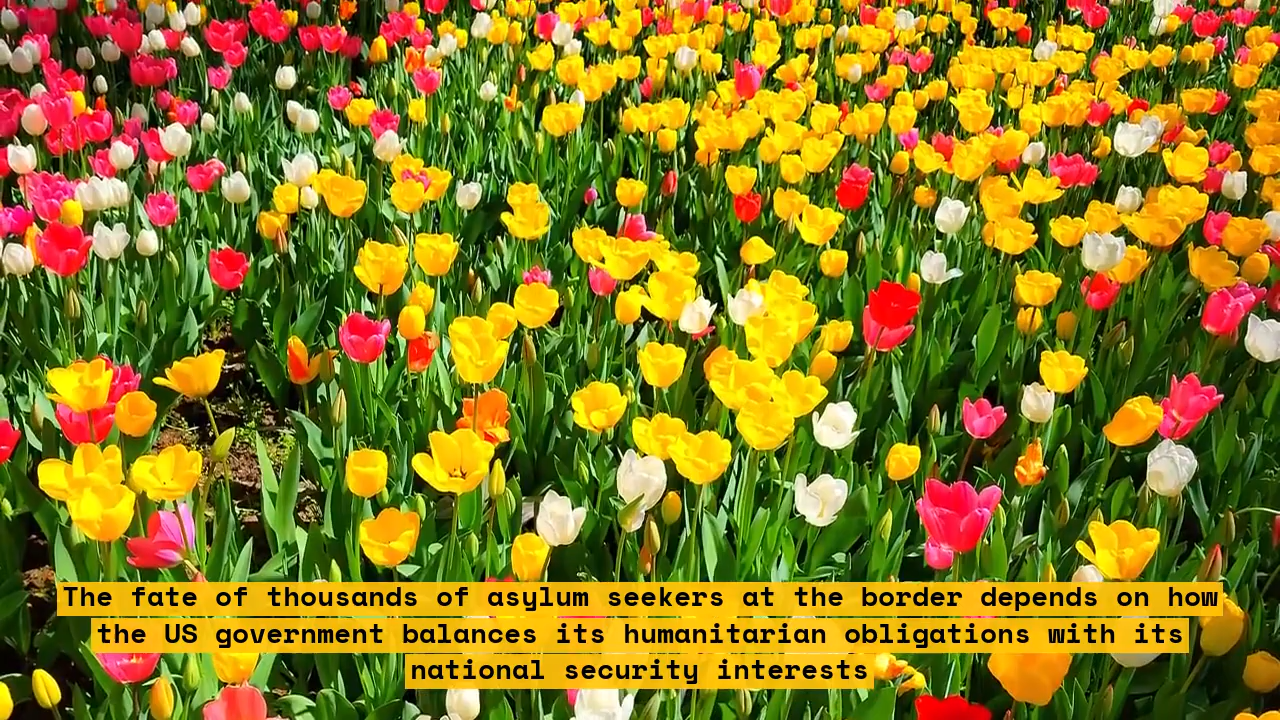 The fate of thousands of asylum seekers at the border depends on how
the US government balances its humanitarian obligations with its
national security interests